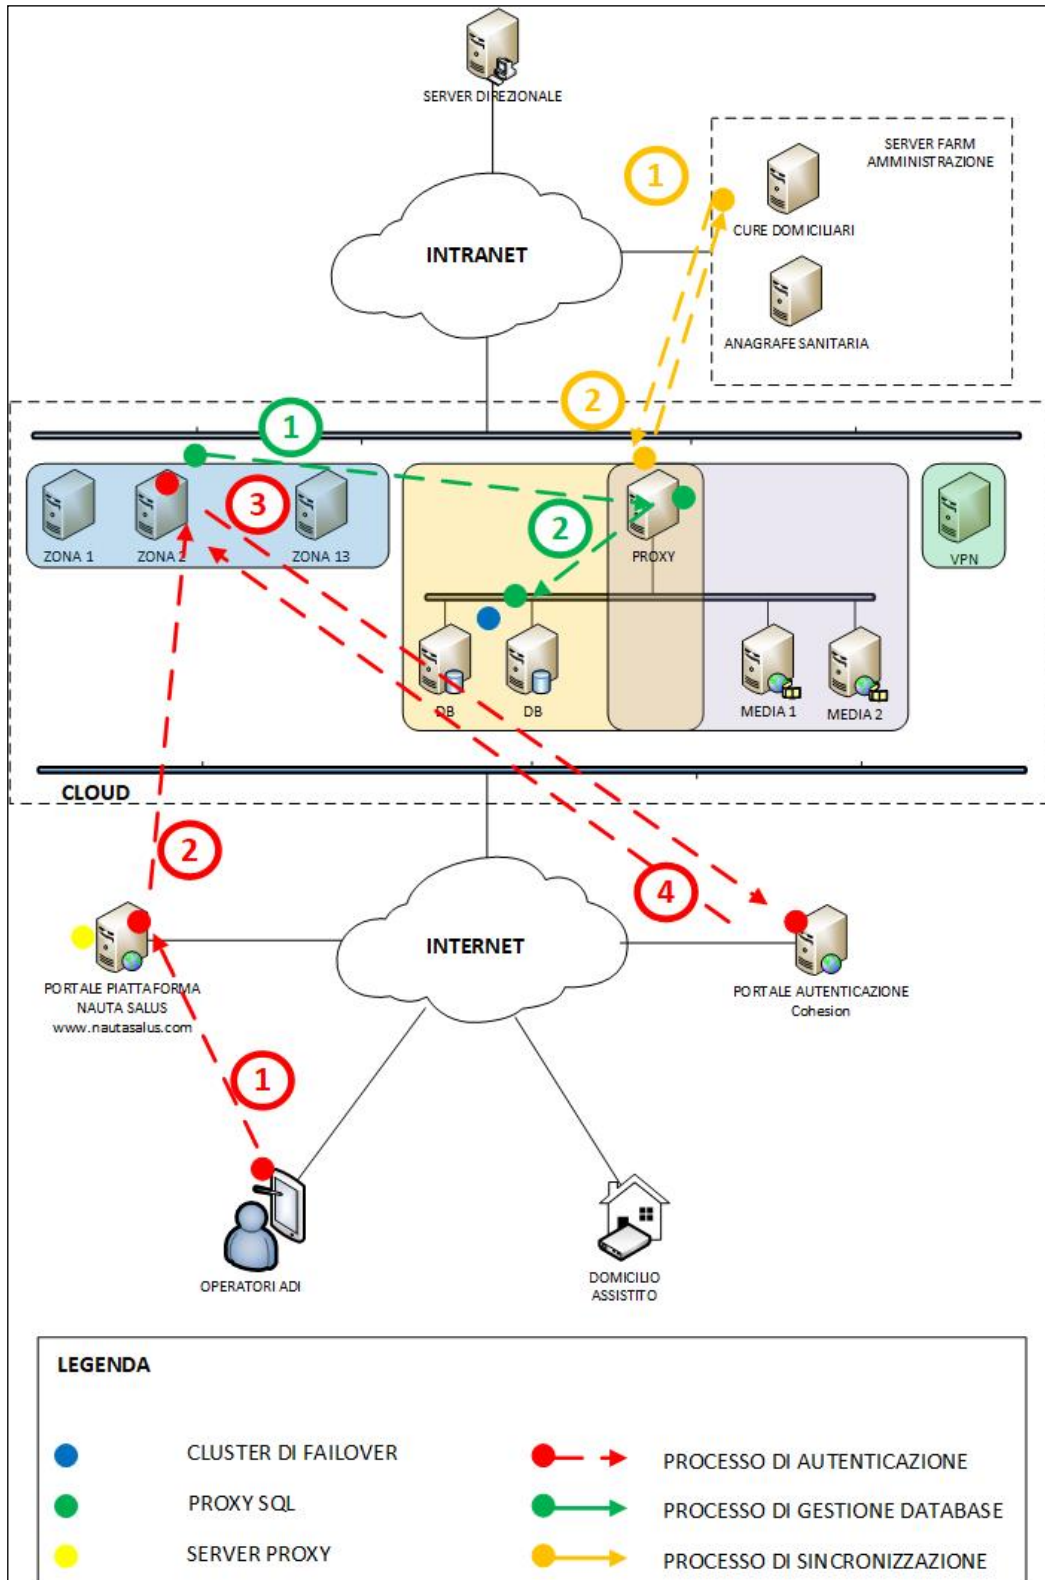 SERVER DIREZIONALE
SERVER FARM
AMMINISTRAZIONE
1
CURE DOMICILIARI
INTRANET
ANAGRAFE SANITARIA
2
1
3
2
ZONA 1
ZONA 2
ZONA 13
PROXY
VPN
DB
DB
MEDIA 1
MEDIA 2
CLOUD
2
4
INTERNET
PORTALE PIATTAFORMA
NAUTA SALUS
www.nautasalus.com
PORTALE AUTENTICAZIONE
Cohesion
1
OPERATORI ADI
DOMICILIO
ASSISTITO
LEGENDA
CLUSTER DI FAILOVER
PROCESSO DI AUTENTICAZIONE
PROXY SQL
PROCESSO DI GESTIONE DATABASE
SERVER PROXY
PROCESSO DI SINCRONIZZAZIONE